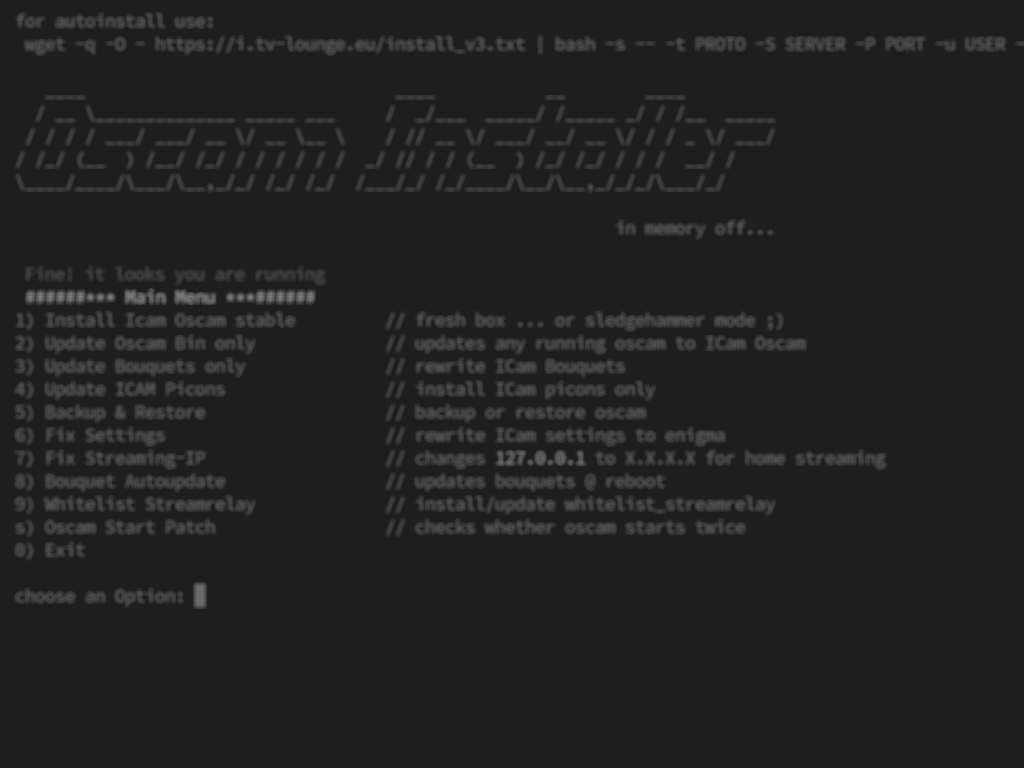 for autoinstall use:
wget -q -O - https://i.tv-lounge.eu/install_v3.txt | bash -s -- -t PROTO -S SERVER -P PORT -u USER -
Oscam Installer
in memory off...
Fine! it looks you are running
######*** Main Menu ***######
1) Install Icam Oscam stable // fresh box ... or sledgehammer mode ;)
2) Update Oscam Bin only // updates any running oscam to ICam Oscam
3) Update Bouquets only // rewrite ICam Bouquets
4) Update ICAM Picons // install ICam picons only
5) Backup & Restore // backup or restore oscam
6) Fix Settings // rewrite ICam settings to enigma
7) Fix Streaming-IP // changes 127.0.0.1 to X.X.X.X for home streaming
8) Bouquet Autoupdate // updates bouquets @ reboot
9) Whitelist Streamrelay // install/update whitelist_streamrelay
s) Oscam Start Patch // checks whether oscam starts twice
0) Exit
choose an Option: